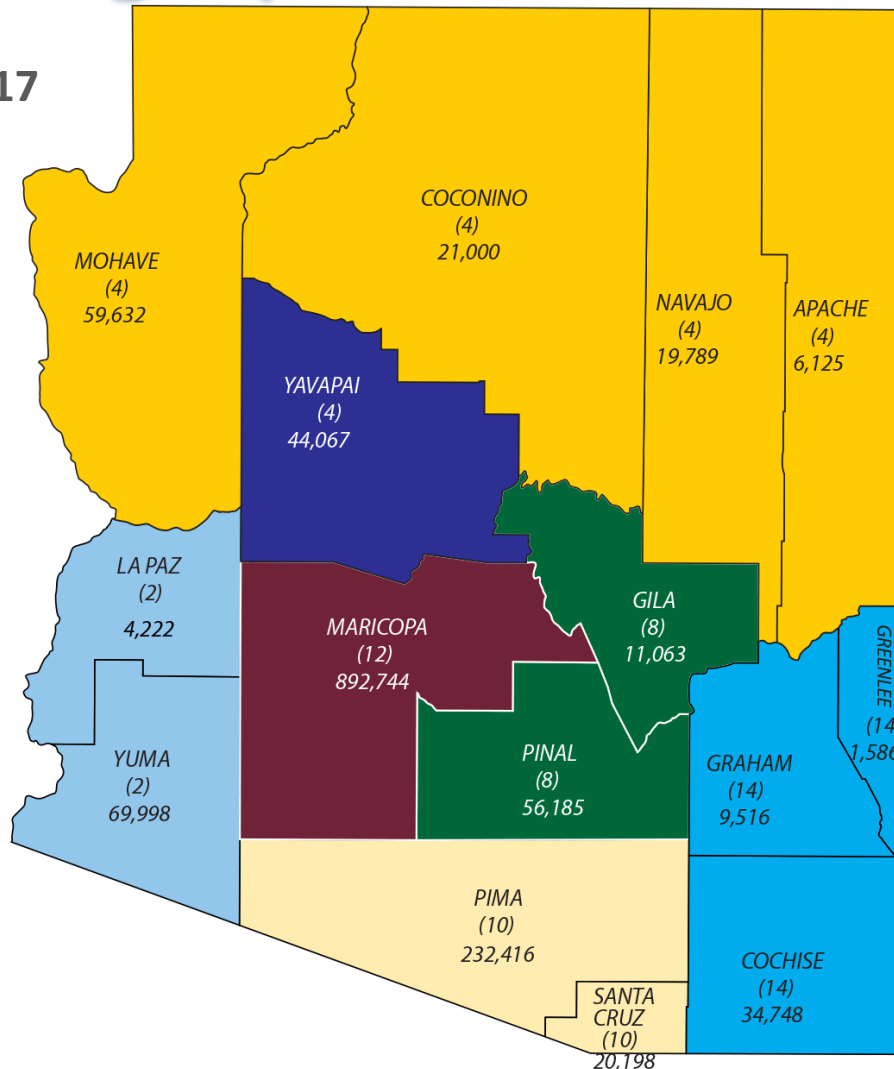 17
COCONINO
(4)
21,000
MOHAVE
(4)
59,632
NAVAJO
(4)
19,789
APACHE
(4)
6,125
YAVAPAI
(4)
44,067
LA PAZ
(2)
4,222
MARICOPA
(12)
892,744
GILA
(8)
11,063
GREENLEE
(14
1,586
YUMA
(2)
69,998
PINAL
(8)
56,185
GRAHAM
(14)
9,516
PIMA
(10)
232,416
COCHISE
(14)
34,748
SANTA
CRUZ
(10)
20,198